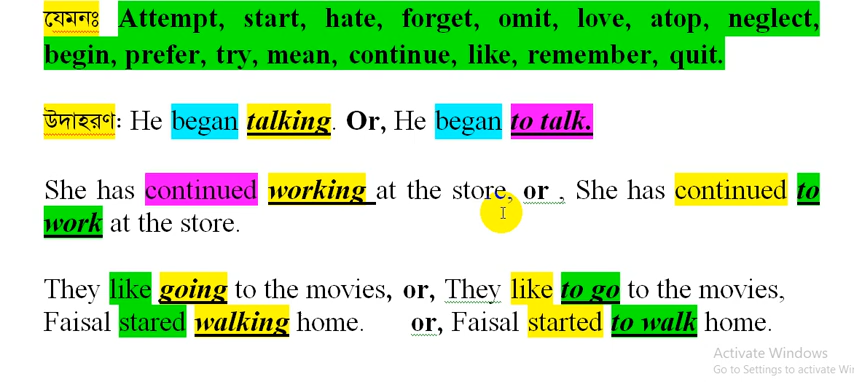 যেমনঃ Attempt, start, hate, forget, omit, love, atop, neglect,
begin, prefer, try, mean, continue, like, remember, quit.
উদাহরণ: He began talking. Or, He began to talk.
She has continued working at the store, or , She has continued to
work at the store.
They like going to the movies, or, They like to go to the movies,
Faisal stared walking home. or, Faisal started to walk home.
Activate Windows
Go to Settings to activate Wi